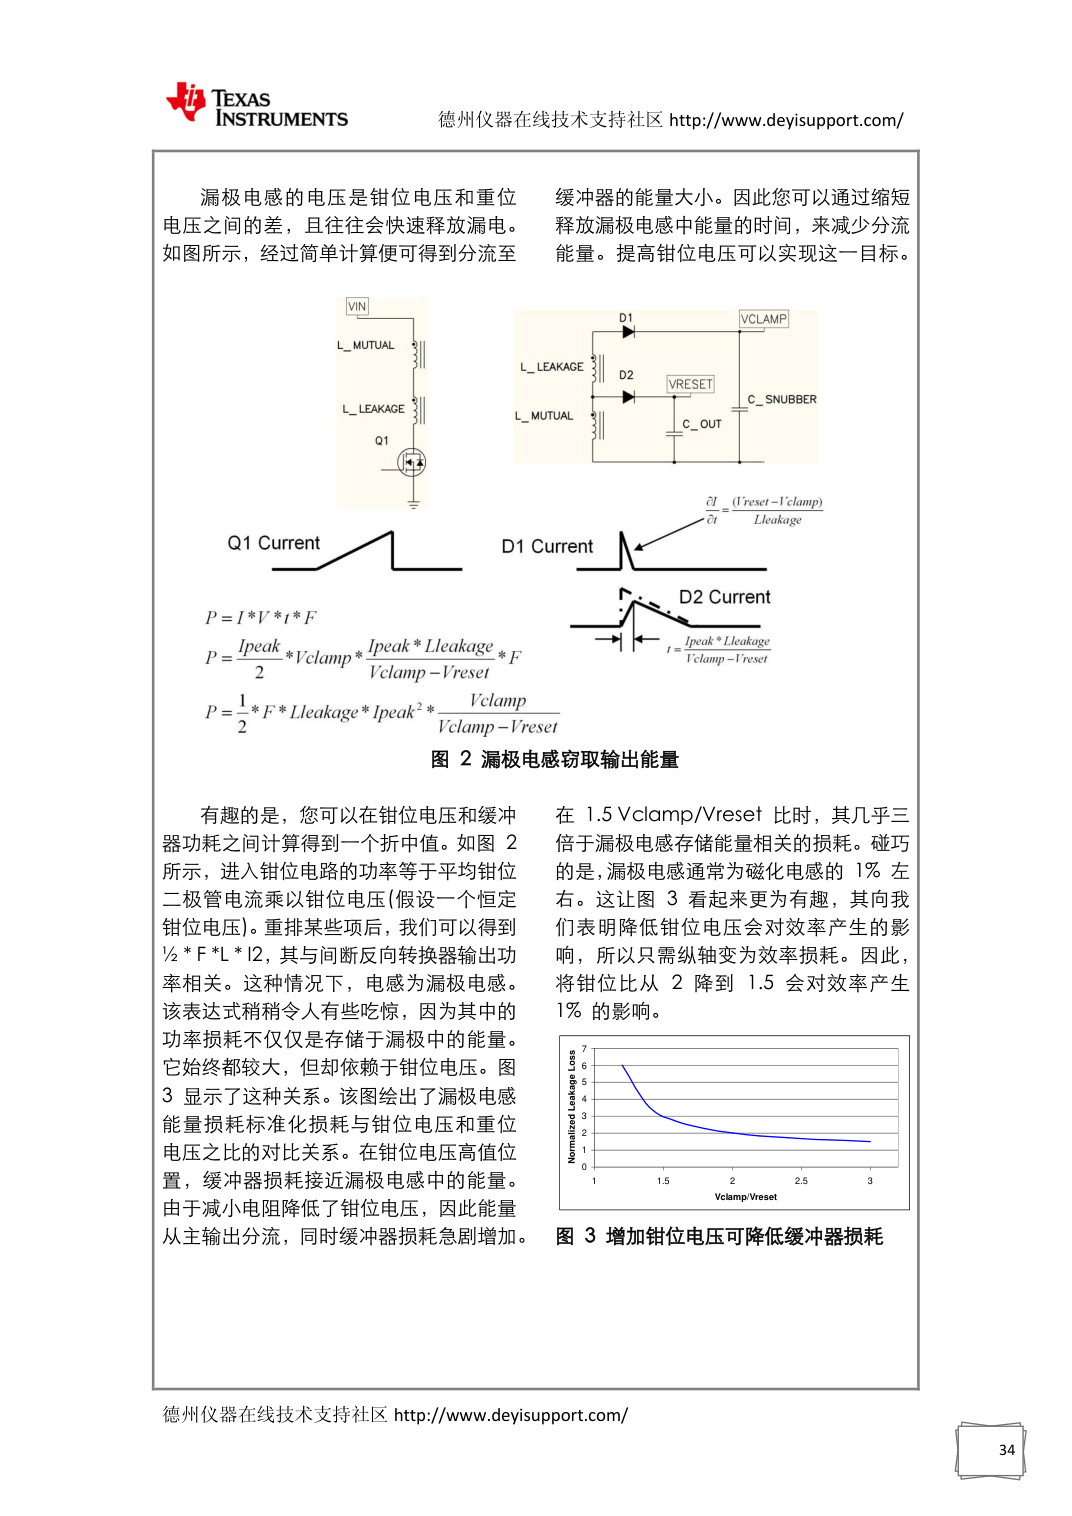 TEXAS
INSTRUMENTS
德州仪器在线技术支持社区 http://www.deyisupport.com/
漏极电感的电压是钳位电压和重位
电压之间的差，且往往会快速释放漏电。
如图所示，经过简单计算便可得到分流至
缓冲器的能量大小。因此您可以通过缩短
释放漏极电感中能量的时间，来减少分流
能量。提高钳位电压可以实现这一目标。
VIN
L_MUTUAL
L_LEAKAGE
Q1
D1
VCLAMP
L_LEAKAGE
D2
VRESET
C_SNUBBER
L_MUTUAL
C_OUT
∂I/∂t = (Vreset−Vclamp)/Lleakage
Q1 Current
D1 Current
D2 Current
t = Ipeak*Lleakage/(Vclamp−Vreset)
P = I*V*t*F
P = Ipeak/2 *Vclamp* Ipeak*Lleakage/(Vclamp−Vreset) *F
P = 1/2 *F*Lleakage*Ipeak² * Vclamp/(Vclamp−Vreset)
图 2 漏极电感窃取输出能量
有趣的是，您可以在钳位电压和缓冲
器功耗之间计算得到一个折中值。如图 2
所示，进入钳位电路的功率等于平均钳位
二极管电流乘以钳位电压(假设一个恒定
钳位电压)。重排某些项后，我们可以得到
½ * F *L * I2，其与间断反向转换器输出功
率相关。这种情况下，电感为漏极电感。
该表达式稍稍令人有些吃惊，因为其中的
功率损耗不仅仅是存储于漏极中的能量。
它始终都较大，但却依赖于钳位电压。图
3 显示了这种关系。该图绘出了漏极电感
能量损耗标准化损耗与钳位电压和重位
电压之比的对比关系。在钳位电压高值位
置，缓冲器损耗接近漏极电感中的能量。
由于减小电阻降低了钳位电压，因此能量
从主输出分流，同时缓冲器损耗急剧增加。
在 1.5 Vclamp/Vreset 比时，其几乎三
倍于漏极电感存储能量相关的损耗。碰巧
的是，漏极电感通常为磁化电感的 1% 左
右。这让图 3 看起来更为有趣，其向我
们表明降低钳位电压会对效率产生的影
响，所以只需纵轴变为效率损耗。因此，
将钳位比从 2 降到 1.5 会对效率产生
1% 的影响。
Normalized Leakage Loss
7
6
5
4
3
2
1
0
1 1.5 2 2.5 3
Vclamp/Vreset
图 3 增加钳位电压可降低缓冲器损耗
德州仪器在线技术支持社区 http://www.deyisupport.com/
34